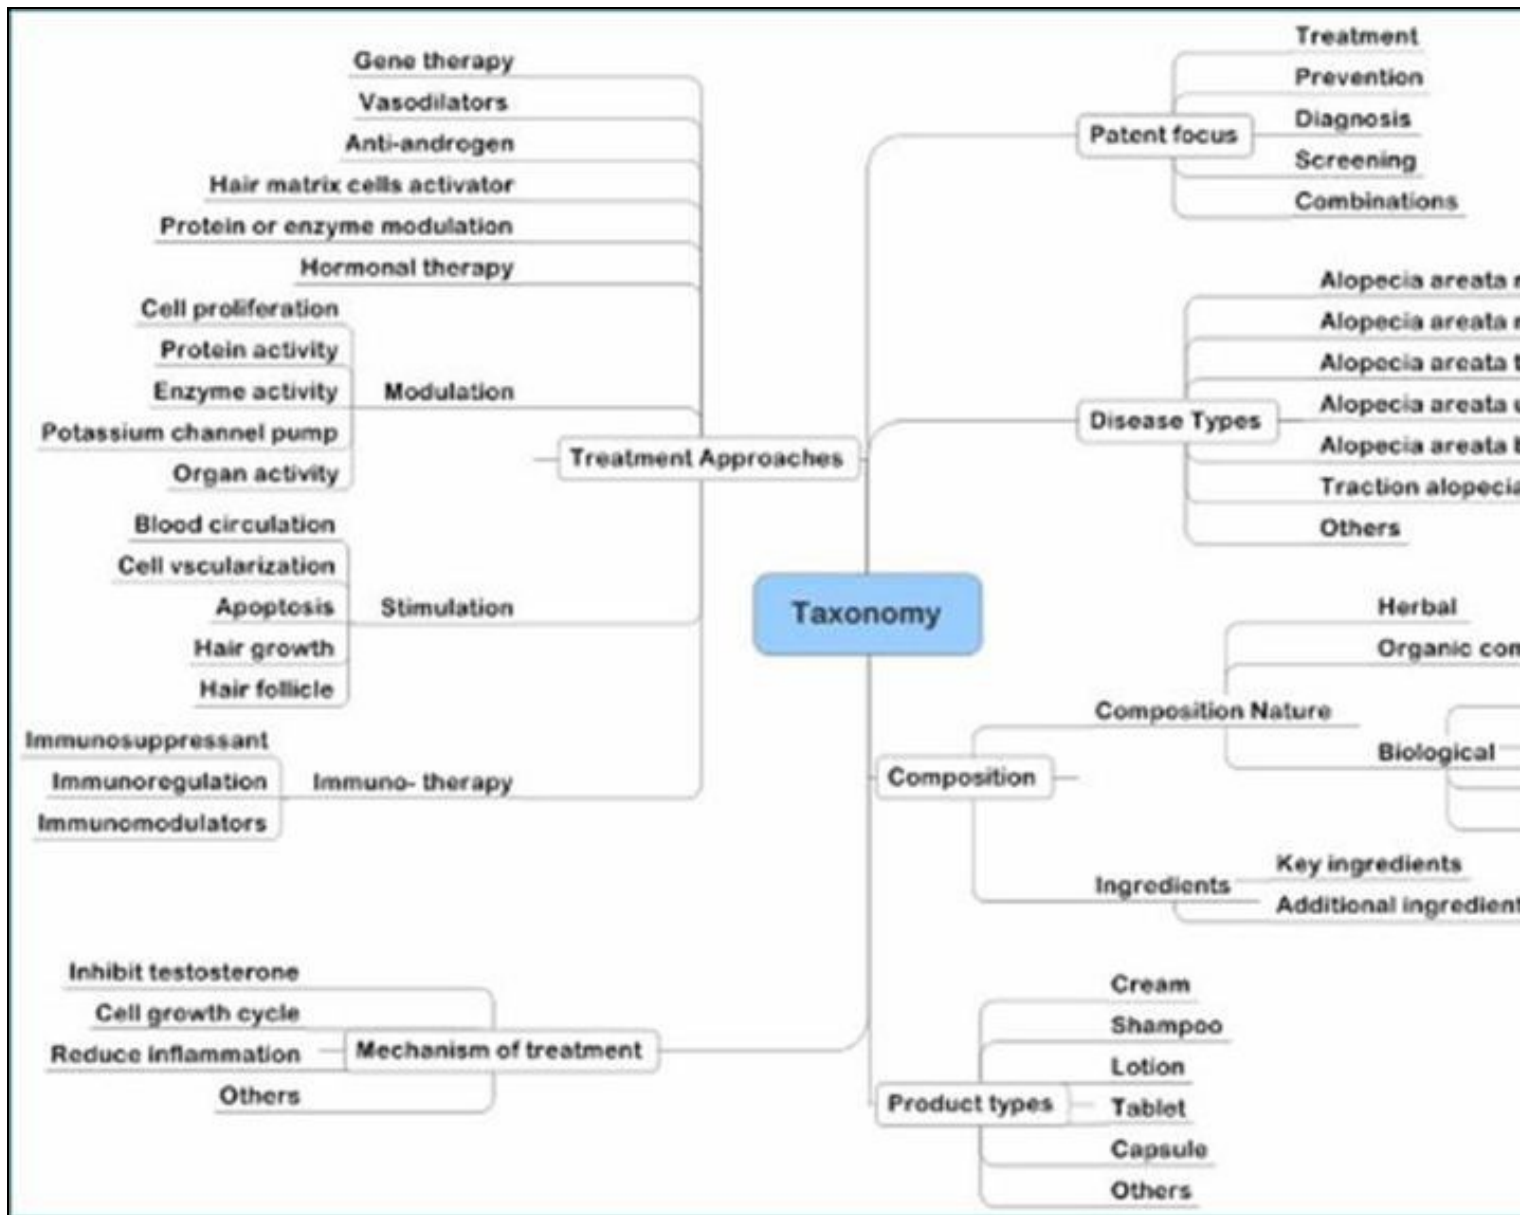 Gene therapy
Vasodilators
Anti-androgen
Hair matrix cells activator
Protein or enzyme modulation
Hormonal therapy
Cell proliferation
Protein activity
Enzyme activity
Potassium channel pump
Organ activity
Modulation
Treatment Approaches
Blood circulation
Cell vscularization
Apoptosis
Hair growth
Hair follicle
Stimulation
Immunosuppressant
Immunoregulation
Immunomodulators
Immuno- therapy
Inhibit testosterone
Cell growth cycle
Reduce inflammation
Others
Mechanism of treatment
Taxonomy
Patent focus
Treatment
Prevention
Diagnosis
Screening
Combinations
Disease Types
Alopecia areata
Alopecia areata
Alopecia areata
Alopecia areata
Alopecia areata
Traction alopecia
Others
Composition
Composition Nature
Herbal
Organic
Biological
Ingredients
Key ingredients
Additional ingredient
Product types
Cream
Shampoo
Lotion
Tablet
Capsule
Others